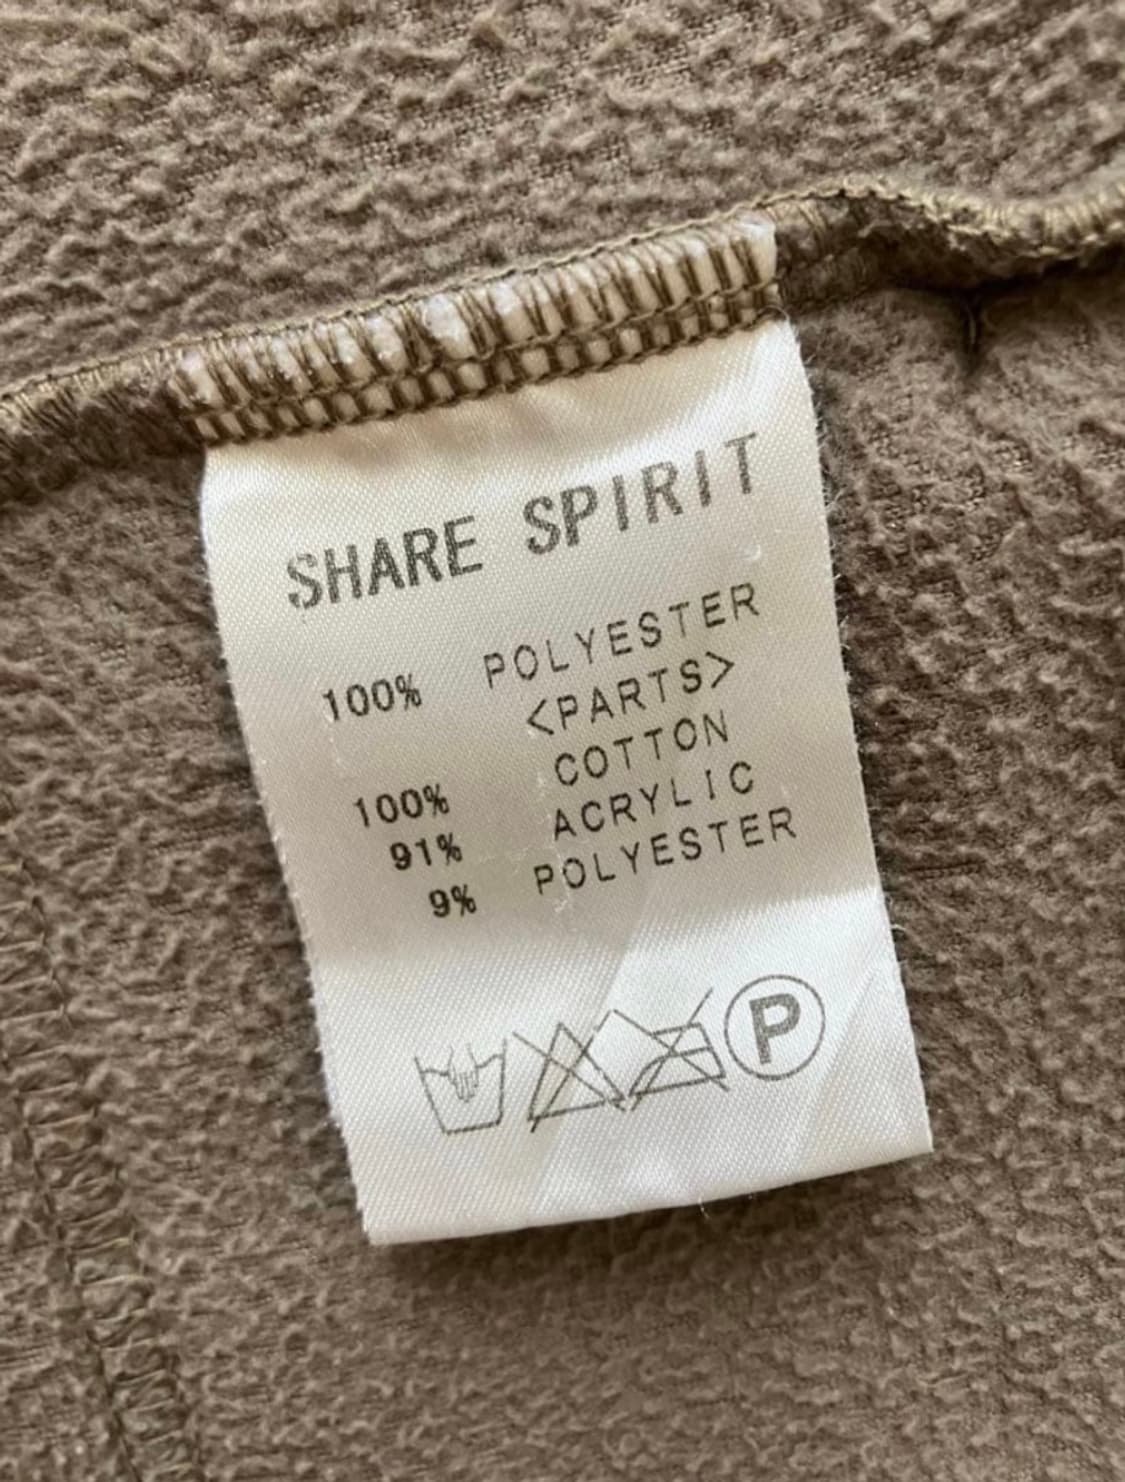 SHARE SPIRIT
100% POLYESTER
<PARTS>
100% COTTON
91% ACRYLIC
9% POLYESTER
P